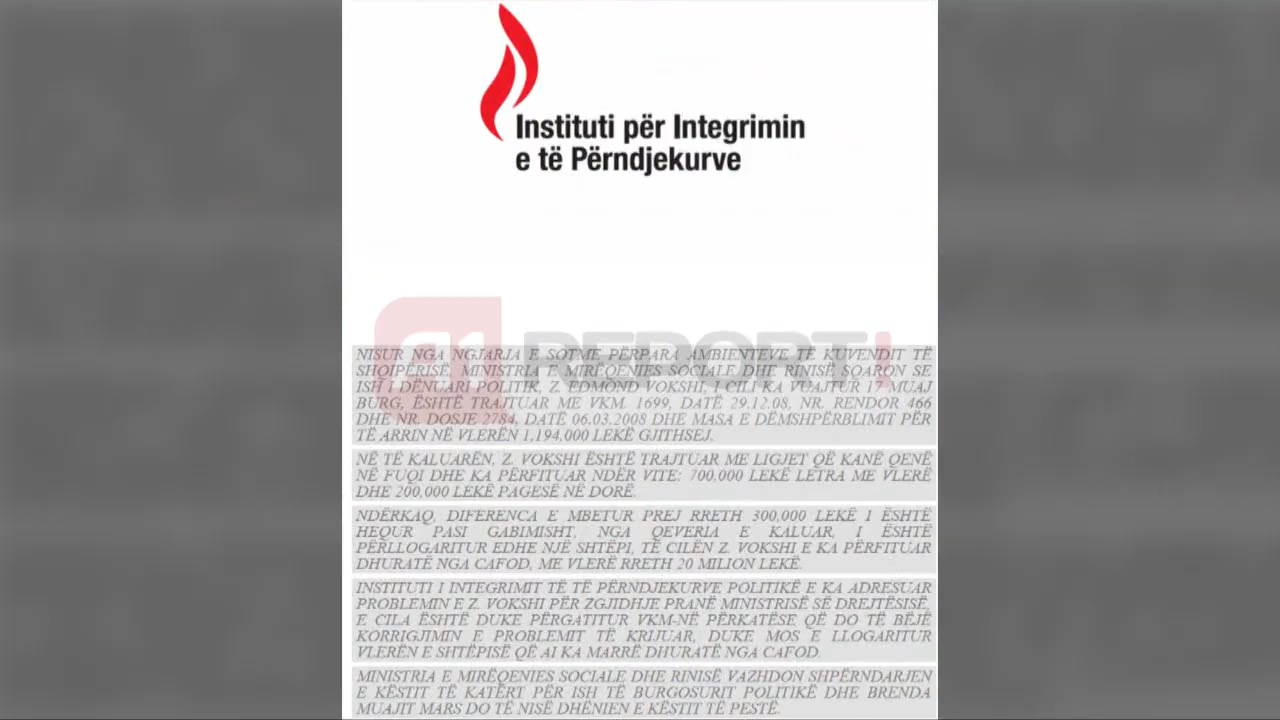 Instituti për Integrimin
e të Përndjekurve
A1 REPORT!
NISUR NGA NGJARJA E SOTME PËRPARA AMBIENTEVE TË KUVENDIT TË
SHQIPËRISË, MINISTRIA E MIRËQENIES SOCIALE DHE RINISË SQARON SE
ISH I DËNUARI POLITIK, Z. EDMOND VOKSHI, I CILI KA VUAJTUR 17 MUAJ
BURG, ËSHTË TRAJTUAR ME VKM. 1699, DATË 29.12.08, NR. RENDOR 466
DHE NR. DOSJE 2784, DATË 06.03.2008 DHE MASA E DËMSHPËRBLIMIT PËR
TË ARRIN NË VLERËN 1,194,000 LEKË GJITHSEJ.
NË TË KALUARËN, Z. VOKSHI ËSHTË TRAJTUAR ME LIGJET QË KANË QENË
NË FUQI DHE KA PËRFITUAR NDËR VITE: 700,000 LEKË LETRA ME VLERË
DHE 200,000 LEKË PAGESË NË DORË.
NDËRKAQ, DIFERENCA E MBETUR PREJ RRETH 300,000 LEKË I ËSHTË
HEQUR PASI GABIMISHT, NGA QEVERIA E KALUAR, I ËSHTË
PËRLLOGARITUR EDHE NJË SHTËPI, TË CILËN Z. VOKSHI E KA PËRFITUAR
DHURATË NGA CAFOD, ME VLERË RRETH 20 MILION LEKË.
INSTITUTI I INTEGRIMIT TË TË PËRNDJEKURVE POLITIKË E KA ADRESUAR
PROBLEMIN E Z. VOKSHI PËR ZGJIDHJE PRANË MINISTRISË SË DREJTËSISË,
E CILA ËSHTË DUKE PËRGATITUR VKM-NË PËRKATËSE QË DO TË BËJË
KORRIGJIMIN E PROBLEMIT TË KRIJUAR, DUKE MOS E LLOGARITUR
VLERËN E SHTËPISË QË AI KA MARRË DHURATË NGA CAFOD.
MINISTRIA E MIRËQENIES SOCIALE DHE RINISË VAZHDON SHPËRNDARJEN
E KËSTIT TË KATËRT PËR ISH TË BURGOSURIT POLITIKË DHE BRENDA
MUAJIT MARS DO TË NISË DHËNIEN E KËSTIT TË PESTË.